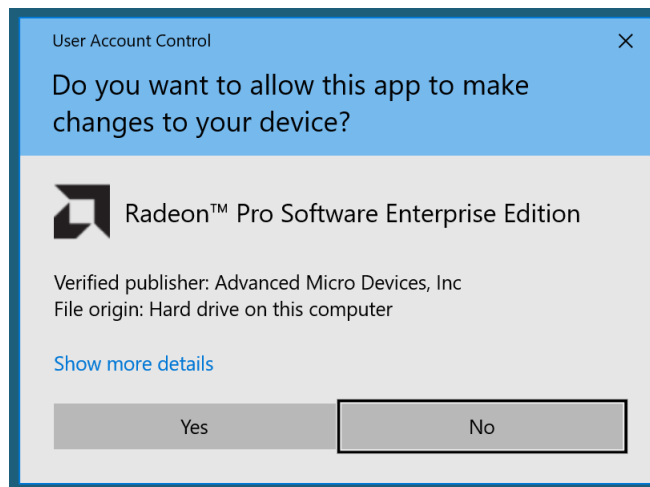 User Account Control
Do you want to allow this app to make
changes to your device?
Radeon™ Pro Software Enterprise Edition
Verified publisher: Advanced Micro Devices, Inc
File origin: Hard drive on this computer
Show more details
Yes
No